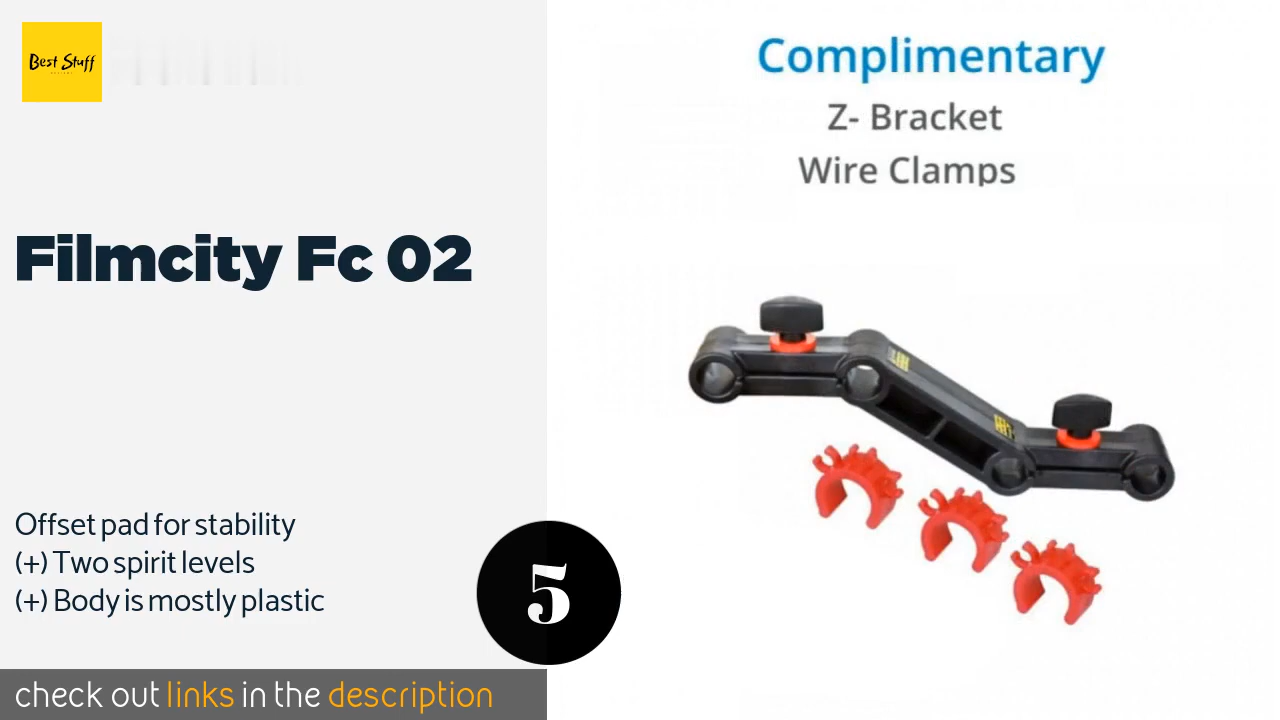 Best Stuff
Complimentary
Z- Bracket
Wire Clamps
Filmcity Fc 02
Offset pad for stability
(+) Two spirit levels
(+) Body is mostly plastic
5
check out links in the description